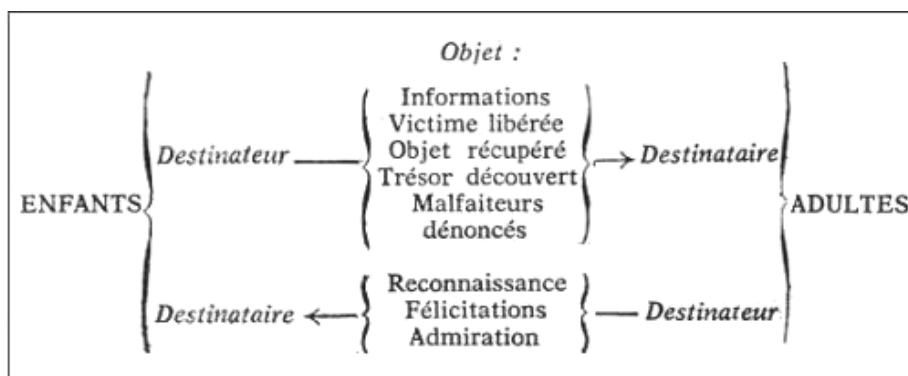 Objet :
Informations
Victime libérée
Destinateur Objet récupéré Destinataire
Trésor découvert
ENFANTS Malfaiteurs ADULTES
dénoncés
Reconnaissance
Destinataire Félicitations Destinateur
Admiration